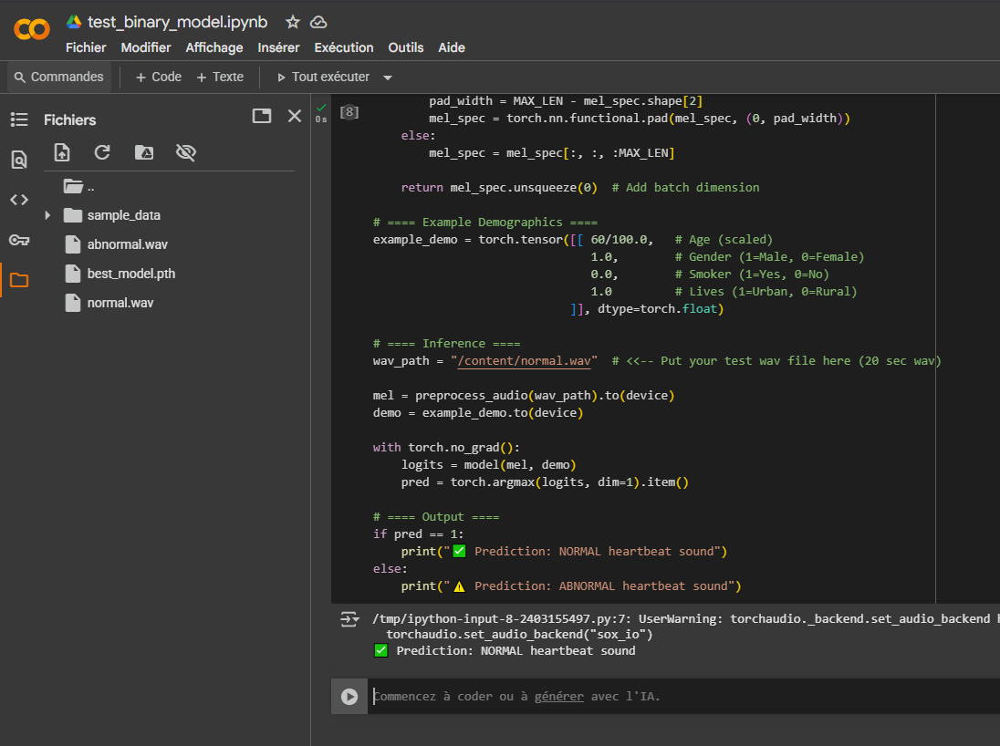 test_binary_model.ipynb
Fichier Modifier Affichage Insérer Exécution Outils Aide
Commandes + Code + Texte Tout exécuter
Fichiers
..
sample_data
abnormal.wav
best_model.pth
normal.wav
0 s
[8]
        pad_width = MAX_LEN - mel_spec.shape[2]
        mel_spec = torch.nn.functional.pad(mel_spec, (0, pad_width))
    else:
        mel_spec = mel_spec[:, :, :MAX_LEN]
    return mel_spec.unsqueeze(0)  # Add batch dimension
# ==== Example Demographics ====
example_demo = torch.tensor([[ 60/100.0,   # Age (scaled)
                               1.0,        # Gender (1=Male, 0=Female)
                               0.0,        # Smoker (1=Yes, 0=No)
                               1.0         # Lives (1=Urban, 0=Rural)
                            ]], dtype=torch.float)
# ==== Inference ====
wav_path = "/content/normal.wav"  # <<-- Put your test wav file here (20 sec wav)
mel = preprocess_audio(wav_path).to(device)
demo = example_demo.to(device)
with torch.no_grad():
    logits = model(mel, demo)
    pred = torch.argmax(logits, dim=1).item()
# ==== Output ====
if pred == 1:
    print("✅ Prediction: NORMAL heartbeat sound")
else:
    print("⚠️ Prediction: ABNORMAL heartbeat sound")
/tmp/ipython-input-8-2403155497.py:7: UserWarning: torchaudio._backend.set_audio_backend
  torchaudio.set_audio_backend("sox_io")
✅ Prediction: NORMAL heartbeat sound
Commencez à coder ou à générer avec l'IA.